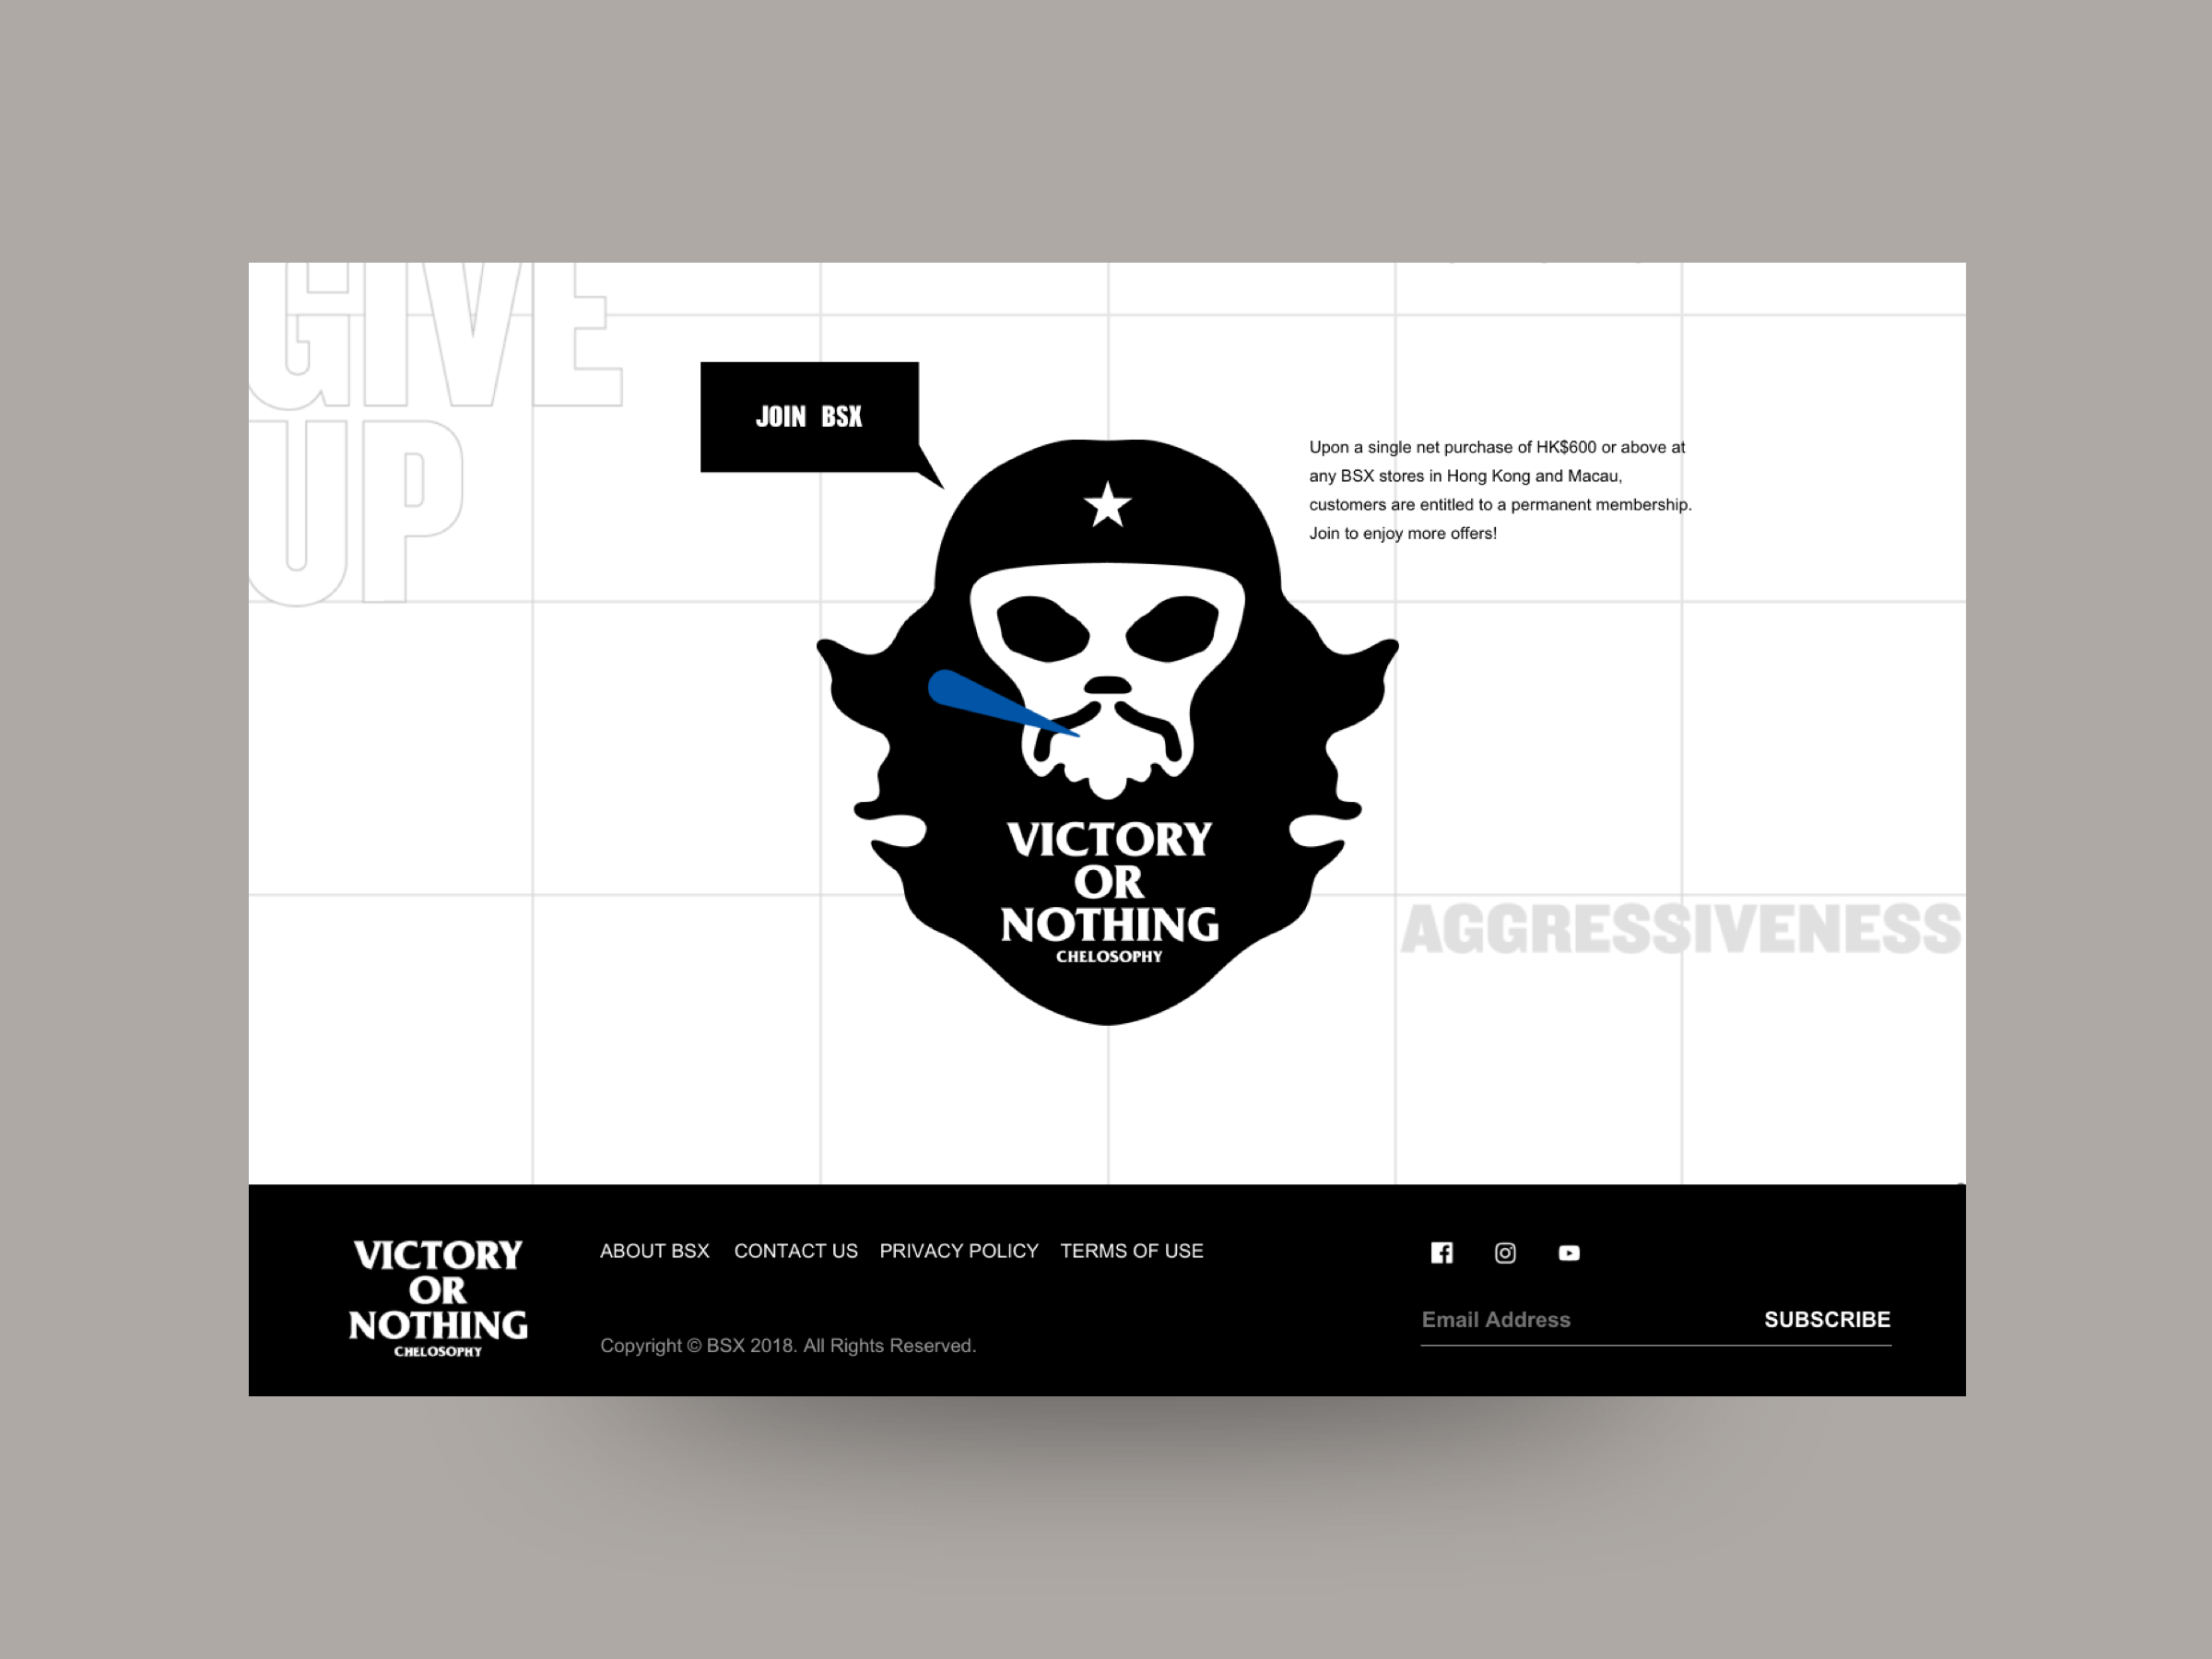 GIVE
UP
JOIN BSX
Upon a single net purchase of HK$600 or above at
any BSX stores in Hong Kong and Macau,
customers are entitled to a permanent membership.
Join to enjoy more offers!
VICTORY
OR
NOTHING
CHELOSOPHY
AGGRESSIVENESS
VICTORY
OR
NOTHING
CHELOSOPHY
ABOUT BSX CONTACT US PRIVACY POLICY TERMS OF USE
Copyright © BSX 2018. All Rights Reserved.
Email Address SUBSCRIBE